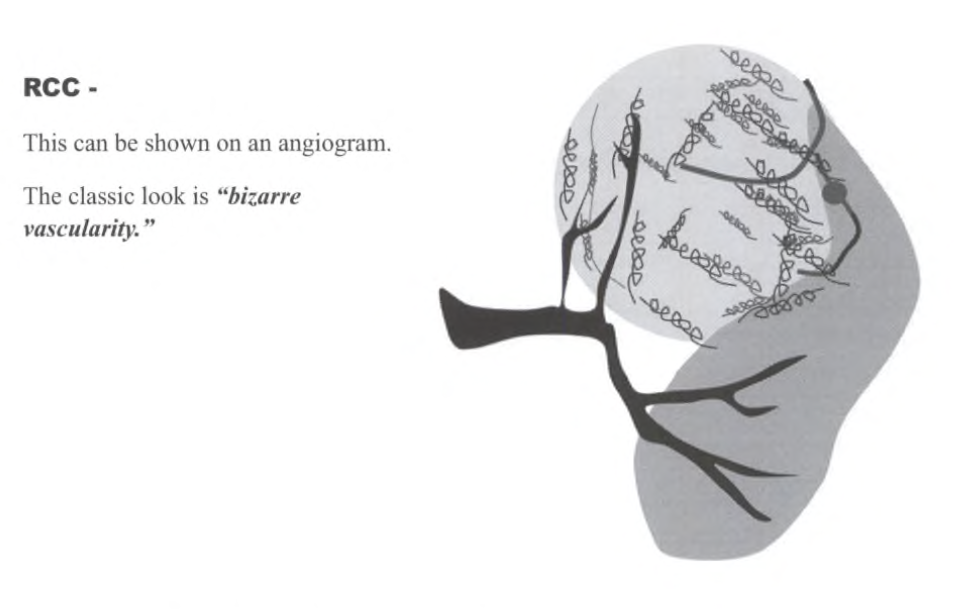 RCC -
This can be shown on an angiogram.
The classic look is “bizarre
vascularity.”